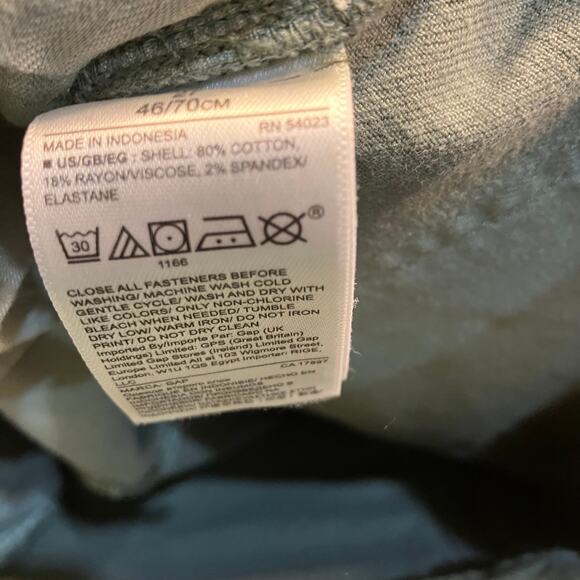 46/70CM
MADE IN INDONESIA RN 54023
■ US/GB/EG : SHELL: 80% COTTON,
18% RAYON/VISCOSE, 2% SPANDEX/
ELASTANE
30
®
1166
CLOSE ALL FASTENERS BEFORE
WASHING/ MACHINE WASH COLD
GENTLE CYCLE/ WASH AND DRY WITH
LIKE COLORS/ ONLY NON-CHLORINE
BLEACH WHEN NEEDED/ TUMBLE
DRY LOW/ WARM IRON/ DO NOT IRON
PRINT/ DO NOT DRY CLEAN
Imported By/Importado Par: Gap (UK
Holdings) Limited: GPS (Great Britain)
Limited Gap Stores (Ireland) Limited Gap
Europe Limited All at 103 Wigmore Street,
London. W1U 1QS Egypt Importer: RIGE,
LLC CA 17897
MARCA: GAP